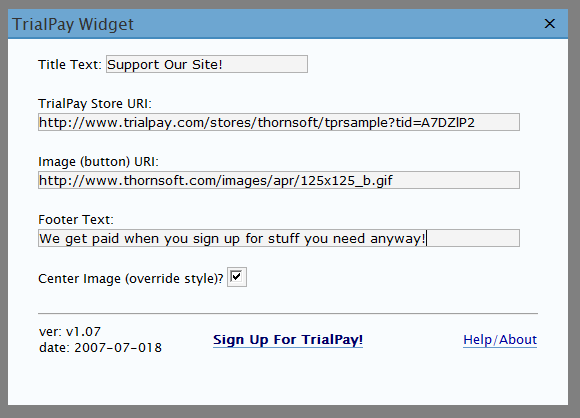 TrialPay Widget
Title Text: Support Our Site!
TrialPay Store URI:
http://www.trialpay.com/stores/thornsoft/tprsample?tid=A7DZlP2
Image (button) URI:
http://www.thornsoft.com/images/apr/125x125_b.gif
Footer Text:
We get paid when you sign up for stuff you need anyway!
Center Image (override style)?
ver: v1.07
date: 2007-07-018
Sign Up For TrialPay!
Help/About